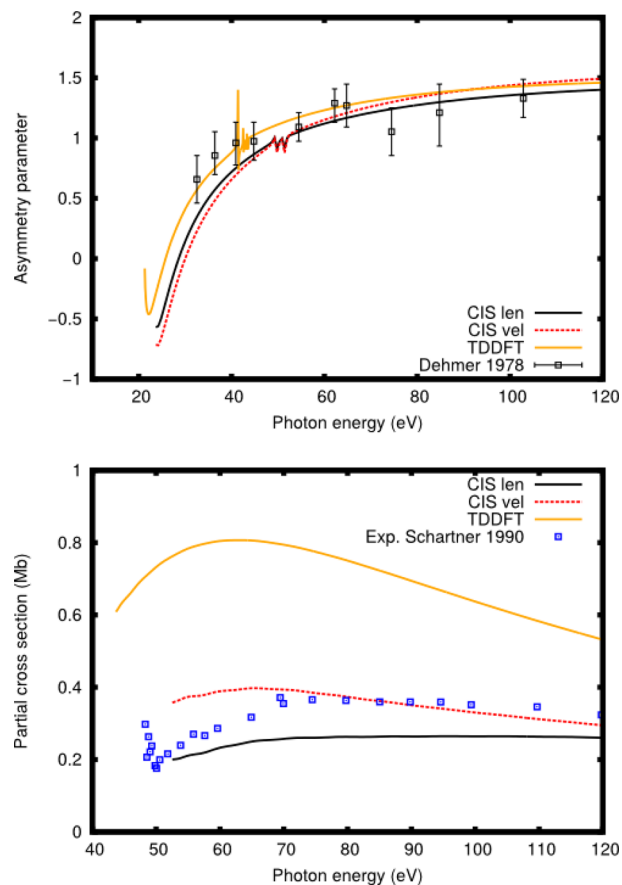 2
1.5
1
0.5
0
−0.5
−1
Asymmetry parameter
CIS len
CIS vel
TDDFT
Dehmer 1978
20 40 60 80 100 120
Photon energy (eV)
1
0.8
0.6
0.4
0.2
0
Partial cross section (Mb)
CIS len
CIS vel
TDDFT
Exp. Schartner 1990
40 50 60 70 80 90 100 110 120
Photon energy (eV)